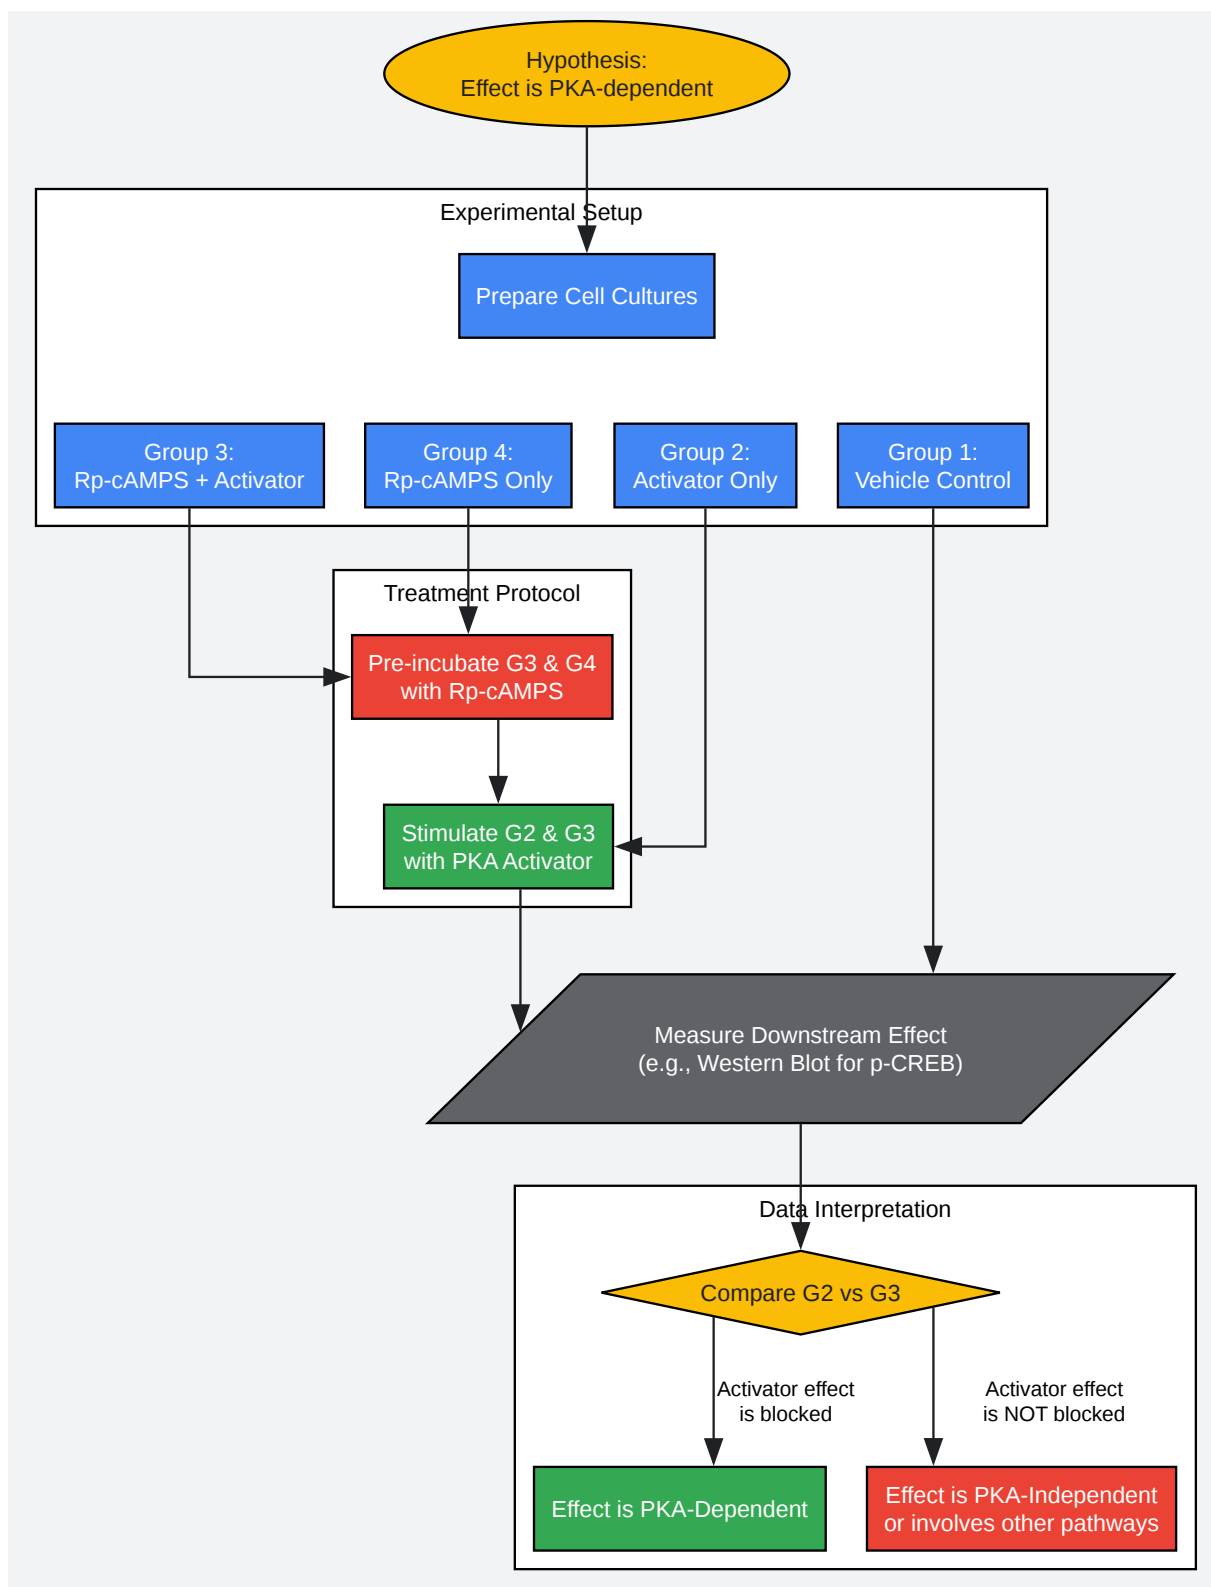 Hypothesis:
Effect is PKA-dependent
Experimental Setup
Prepare Cell Cultures
Group 3:
Rp-cAMPS + Activator
Group 4:
Rp-cAMPS Only
Group 2:
Activator Only
Group 1:
Vehicle Control
Treatment Protocol
Pre-incubate G3 & G4
with Rp-cAMPS
Stimulate G2 & G3
with PKA Activator
Measure Downstream Effect
(e.g., Western Blot for p-CREB)
Data Interpretation
Compare G2 vs G3
Activator effect
is blocked
Activator effect
is NOT blocked
Effect is PKA-Dependent
Effect is PKA-Independent
or involves other pathways